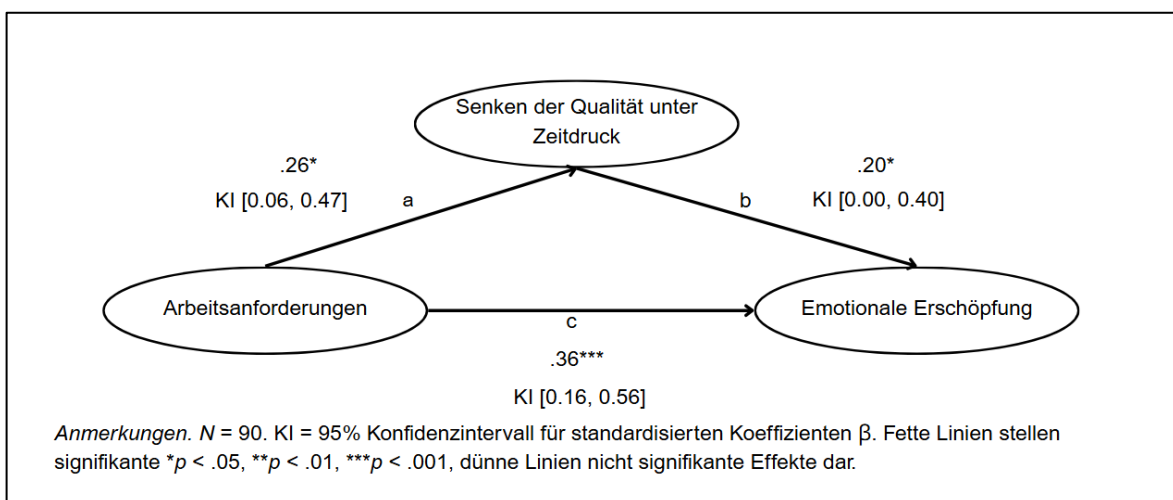 Senken der Qualität unter
Zeitdruck
.26*
KI [0.06, 0.47]
a
b
.20*
KI [0.00, 0.40]
Arbeitsanforderungen
Emotionale Erschöpfung
c
.36***
KI [0.16, 0.56]
Anmerkungen. N = 90. KI = 95% Konfidenzintervall für standardisierten Koeffizienten β. Fette Linien stellen
signifikante *p < .05, **p < .01, ***p < .001, dünne Linien nicht signifikante Effekte dar.